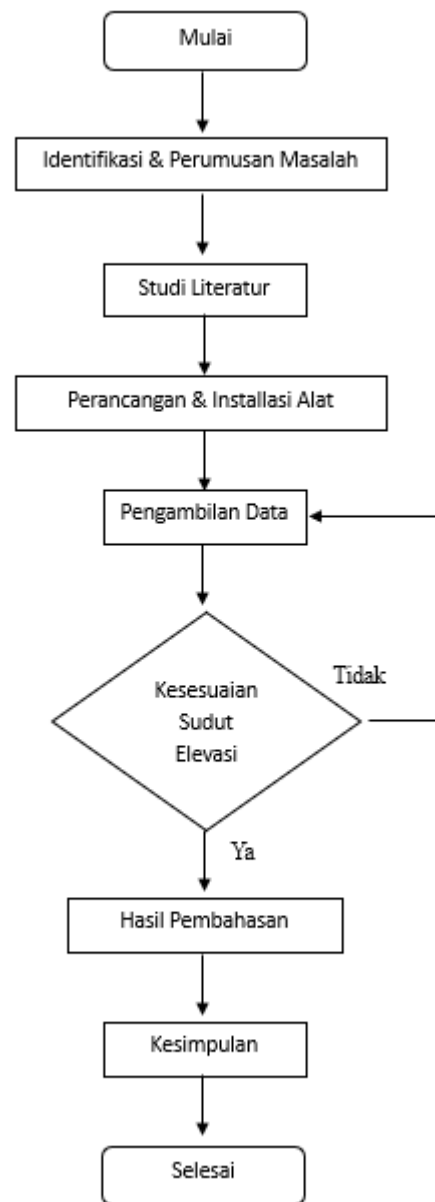 Mulai
Identifikasi & Perumusan Masalah
Studi Literatur
Perancangan & Installasi Alat
Pengambilan Data
Kesesuaian
Sudut
Elevasi
Tidak
Ya
Hasil Pembahasan
Kesimpulan
Selesai